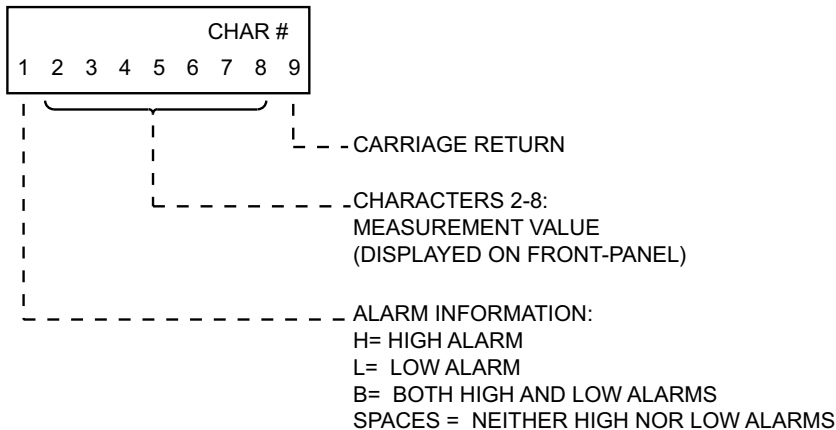 CHAR #
1 2 3 4 5 6 7 8 9
CARRIAGE RETURN
CHARACTERS 2-8:
MEASUREMENT VALUE
(DISPLAYED ON FRONT-PANEL)
ALARM INFORMATION:
H= HIGH ALARM
L= LOW ALARM
B= BOTH HIGH AND LOW ALARMS
SPACES = NEITHER HIGH NOR LOW ALARMS